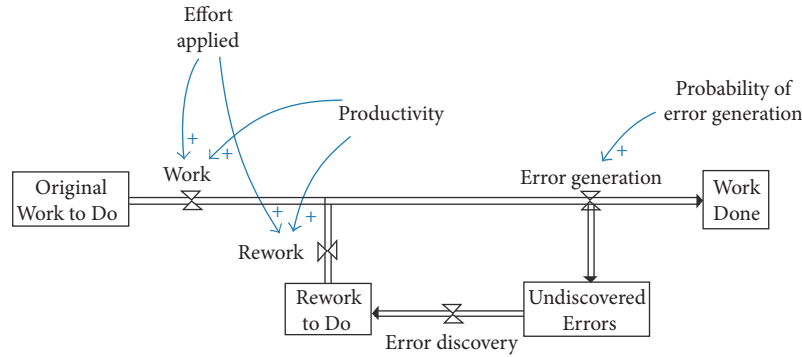 Effort
applied
Productivity
Probability of
error generation
+
+
+
Work
Original
Work to Do
Error generation
Work
Done
+
+
Rework
Rework
to Do
Error discovery
Undiscovered
Errors